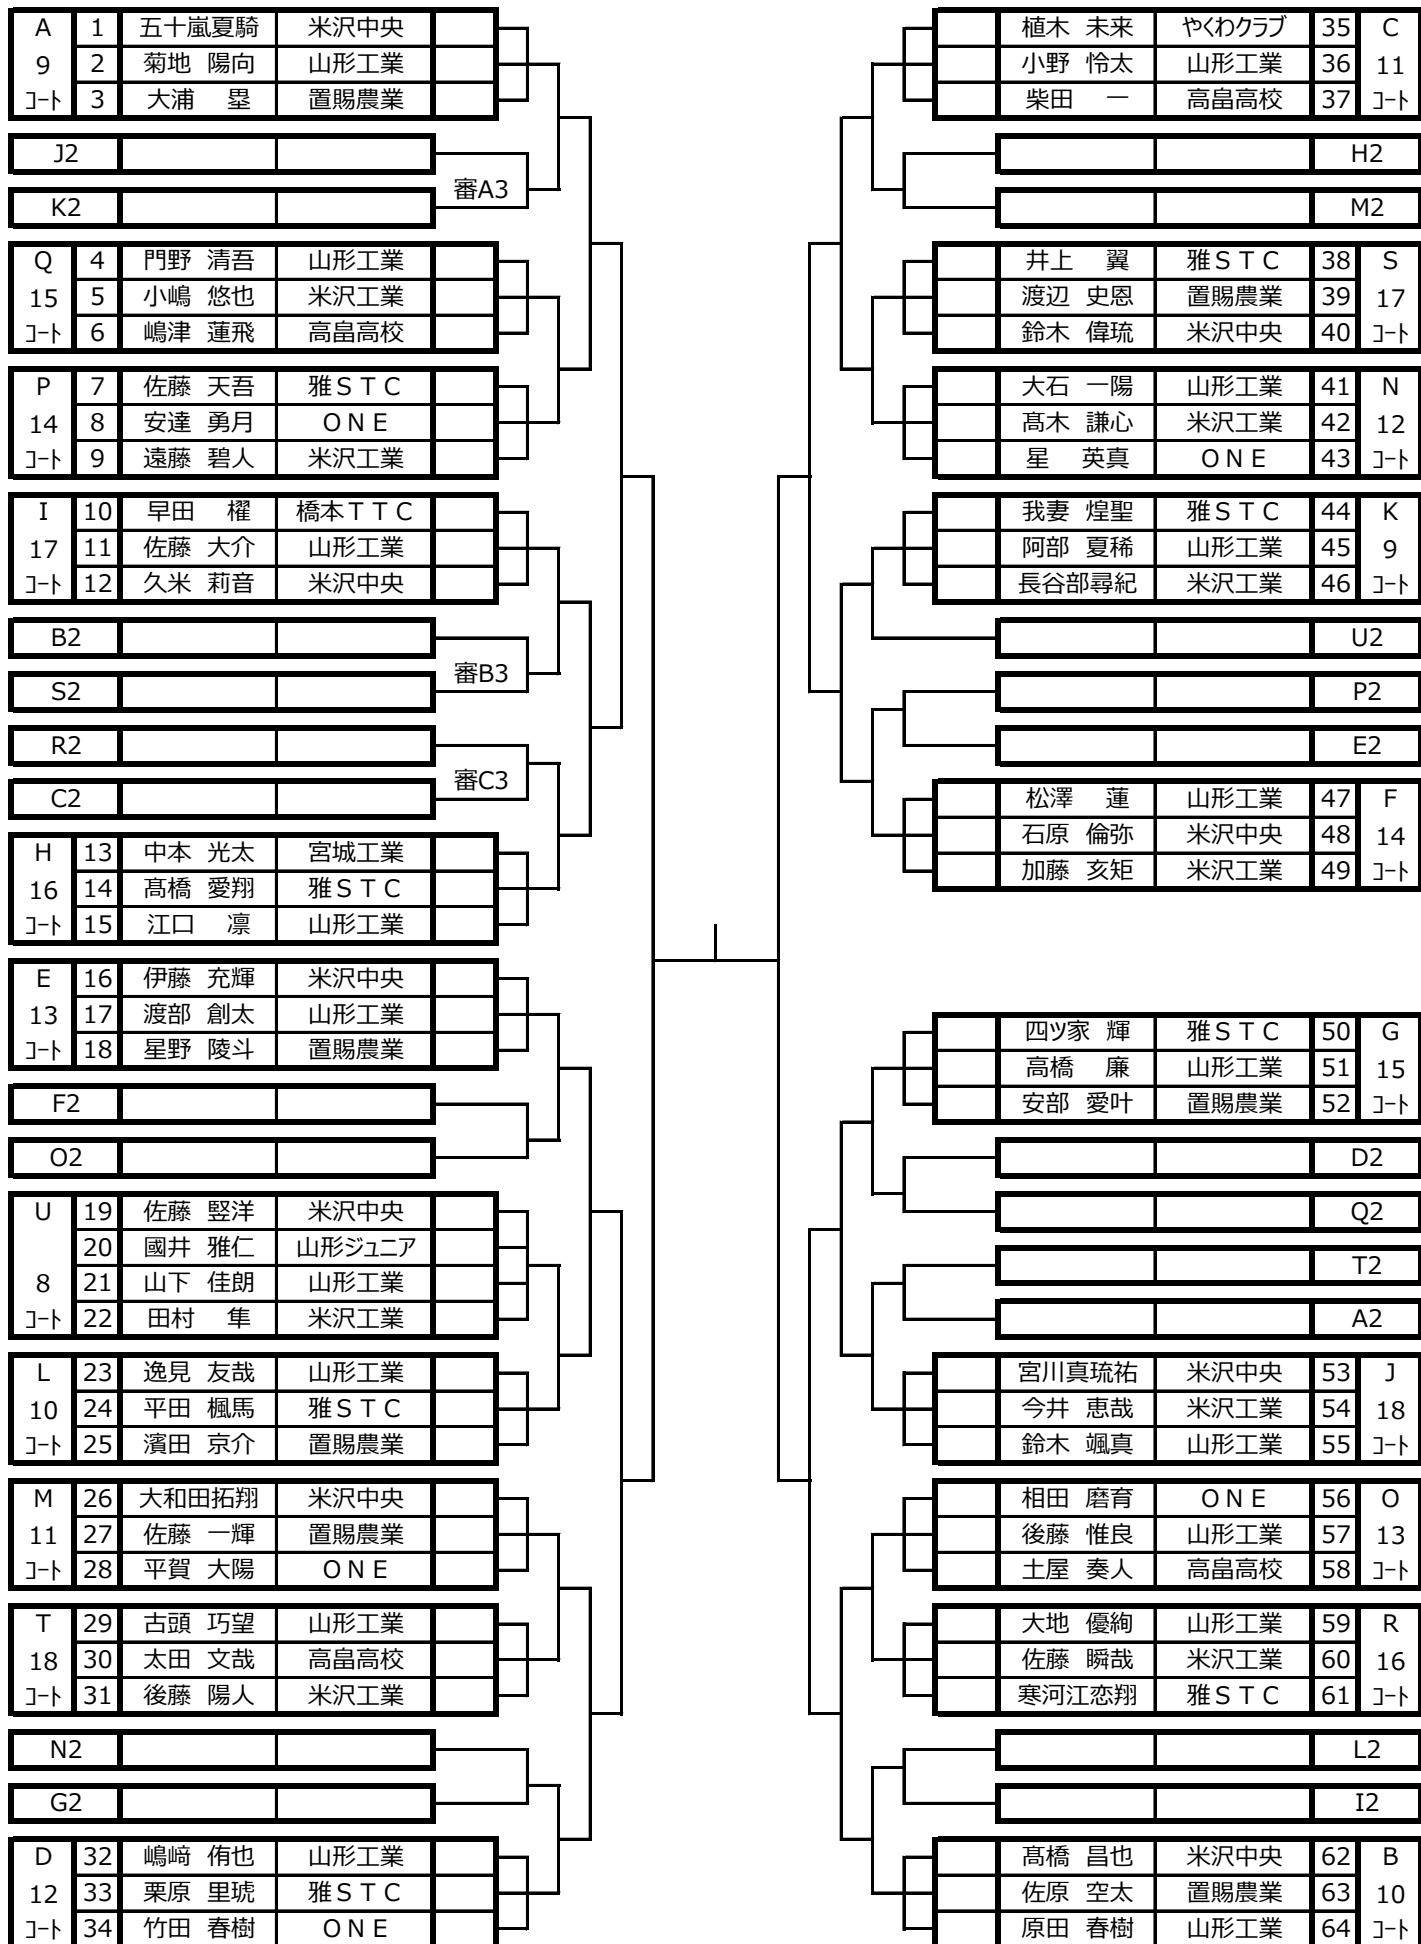 A 1 五十嵐夏騎 米沢中央
9 2 菊地 陽向 山形工業
コート 3 大浦 塁 置賜農業
J2
審A3
K2
Q 4 門野 清吾 山形工業
15 5 小嶋 悠也 米沢工業
コート 6 嶋津 蓮飛 高畠高校
P 7 佐藤 天吾 雅STC
14 8 安達 勇月 ONE
コート 9 遠藤 碧人 米沢工業
I 10 早田 櫂 橋本TTC
17 11 佐藤 大介 山形工業
コート 12 久米 莉音 米沢中央
B2
審B3
S2
R2
審C3
C2
H 13 中本 光太 宮城工業
16 14 髙橋 愛翔 雅STC
コート 15 江口 凛 山形工業
E 16 伊藤 充輝 米沢中央
13 17 渡部 創太 山形工業
コート 18 星野 陵斗 置賜農業
F2
O2
U 19 佐藤 竪洋 米沢中央
20 國井 雅仁 山形ジュニア
8 21 山下 佳朗 山形工業
コート 22 田村 隼 米沢工業
L 23 逸見 友哉 山形工業
10 24 平田 楓馬 雅STC
コート 25 濱田 京介 置賜農業
M 26 大和田拓翔 米沢中央
11 27 佐藤 一輝 置賜農業
コート 28 平賀 大陽 ONE
T 29 古頭 巧望 山形工業
18 30 太田 文哉 高畠高校
コート 31 後藤 陽人 米沢工業
N2
G2
D 32 嶋﨑 侑也 山形工業
12 33 栗原 里琥 雅STC
コート 34 竹田 春樹 ONE
植木 未来 やくわクラブ 35 C
小野 怜太 山形工業 36 11
柴田 一 高畠高校 37 コート
H2
M2
井上 翼 雅STC 38 S
渡辺 史恩 置賜農業 39 17
鈴木 偉琉 米沢中央 40 コート
大石 一陽 山形工業 41 N
髙木 謙心 米沢工業 42 12
星 英真 ONE 43 コート
我妻 煌聖 雅STC 44 K
阿部 夏稀 山形工業 45 9
長谷部尋紀 米沢工業 46 コート
U2
P2
E2
松澤 蓮 山形工業 47 F
石原 倫弥 米沢中央 48 14
加藤 亥矩 米沢工業 49 コート
四ツ家 輝 雅STC 50 G
高橋 廉 山形工業 51 15
安部 愛叶 置賜農業 52 コート
D2
Q2
T2
A2
宮川真琉祐 米沢中央 53 J
今井 恵哉 米沢工業 54 18
鈴木 颯真 山形工業 55 コート
相田 磨育 ONE 56 O
後藤 惟良 山形工業 57 13
土屋 奏人 高畠高校 58 コート
大地 優絢 山形工業 59 R
佐藤 瞬哉 米沢工業 60 16
寒河江恋翔 雅STC 61 コート
L2
I2
髙橋 昌也 米沢中央 62 B
佐原 空太 置賜農業 63 10
原田 春樹 山形工業 64 コート